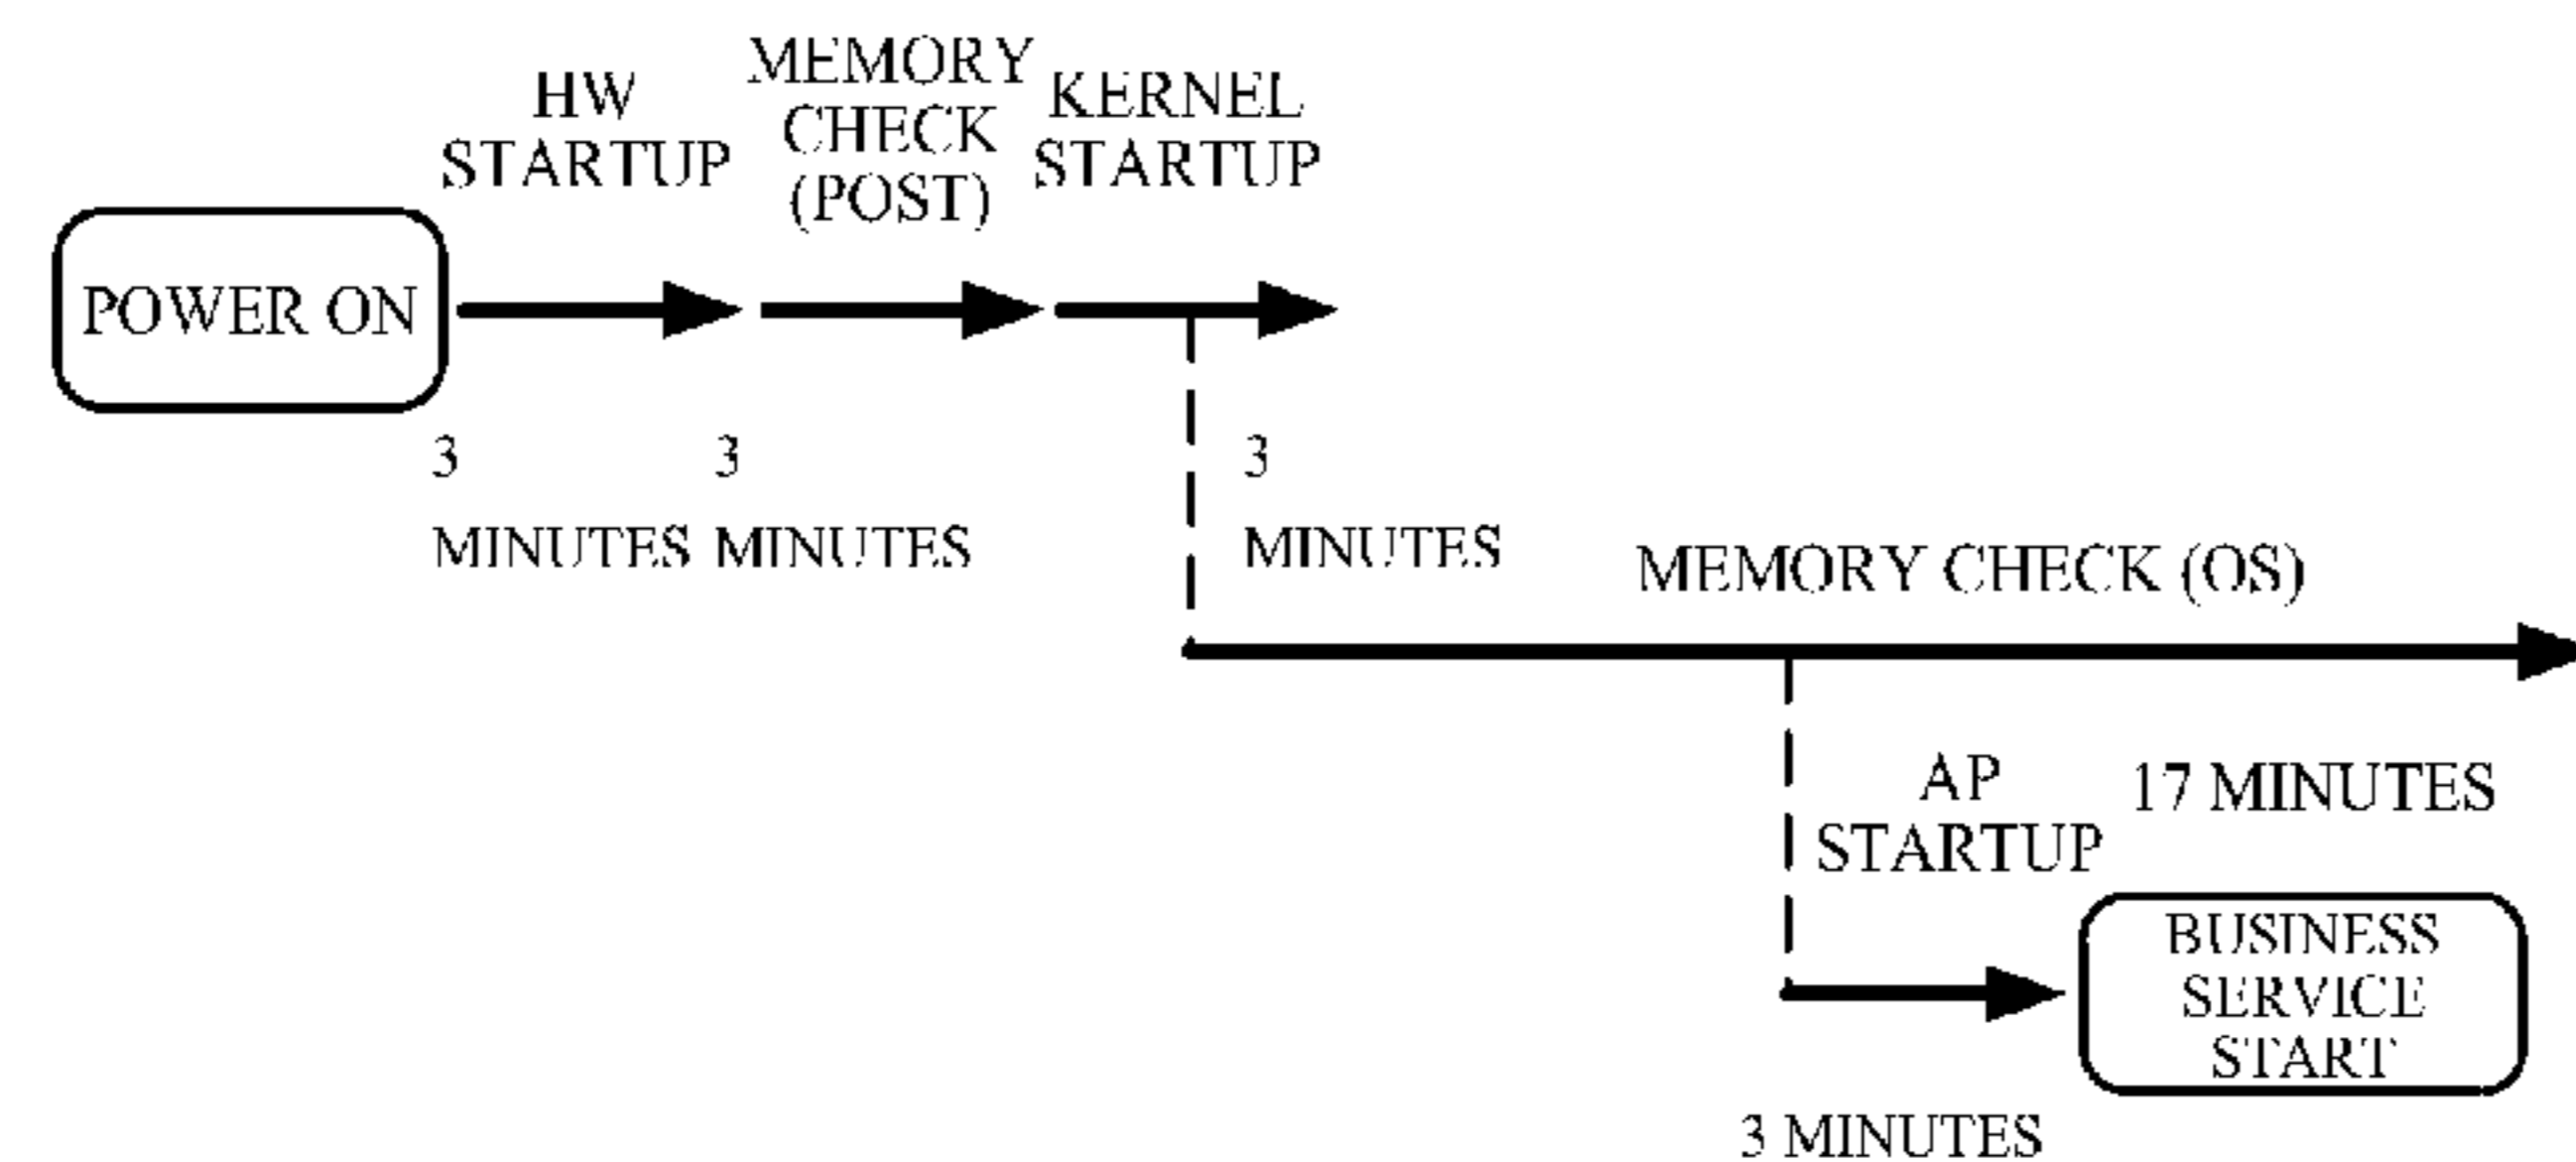 HW
STARTUP
MEMORY
CHECK
(POST)
KERNEL
STARTUP
POWER ON
3
MINUTES
3
MINUTES
3
MINUTES
MEMORY CHECK (OS)
AP
STARTUP
17 MINUTES
BUSINESS
SERVICE
START
3 MINUTES